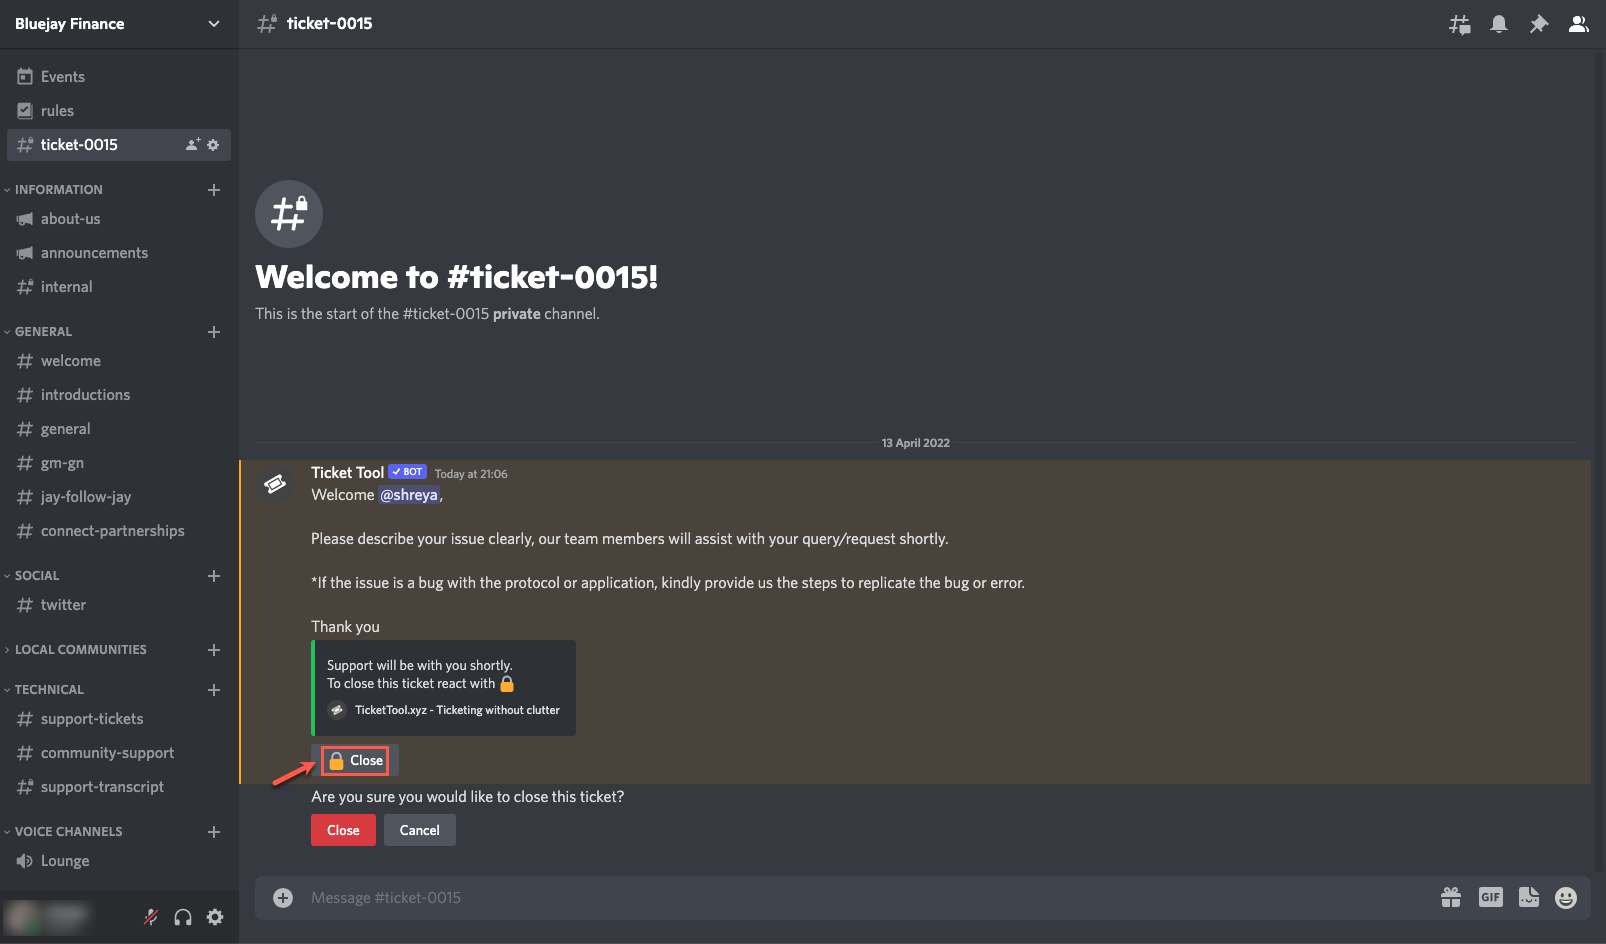 Bluejay Finance
Events
rules
ticket-0015
INFORMATION
about-us
announcements
internal
GENERAL
welcome
introductions
general
gm-gn
jay-follow-jay
connect-partnerships
SOCIAL
twitter
LOCAL COMMUNITIES
TECHNICAL
support-tickets
community-support
support-transcript
VOICE CHANNELS
Lounge
ticket-0015
Welcome to #ticket-0015!
This is the start of the #ticket-0015 private channel.
13 April 2022
Ticket Tool BOT Today at 21:06
Welcome @shreya,
Please describe your issue clearly, our team members will assist with your query/request shortly.
*If the issue is a bug with the protocol or application, kindly provide us the steps to replicate the bug or error.
Thank you
Support will be with you shortly.
To close this ticket react with
TicketTool.xyz - Ticketing without clutter
Close
Are you sure you would like to close this ticket?
Close Cancel
Message #ticket-0015
GIF